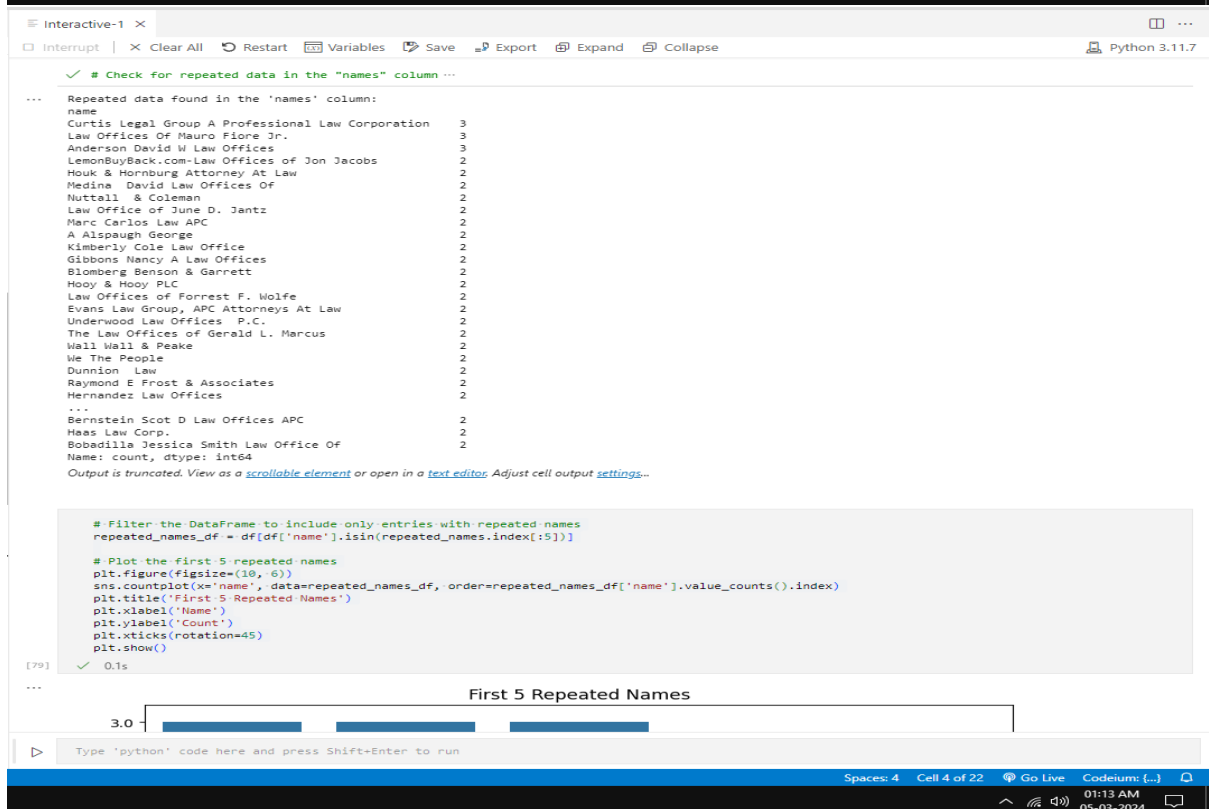 Interactive-1
Interrupt Clear All Restart Variables Save Export Expand Collapse Python 3.11.7
# Check for repeated data in the "names" column ...
Repeated data found in the 'names' column:
name
Curtis Legal Group A Professional Law Corporation 3
Law Offices Of Mauro Fiore Jr. 3
Anderson David W Law Offices 3
LemonBuyBack.com-Law Offices of Jon Jacobs 2
Houk & Hornburg Attorney At Law 2
Medina  David Law Offices Of 2
Nuttall  & Coleman 2
Law Office of June D. Jantz 2
Marc Carlos Law APC 2
A Alspaugh George 2
Kimberly Cole Law Office 2
Gibbons Nancy A Law Offices 2
Blomberg Benson & Garrett 2
Hooy & Hooy PLC 2
Law Offices of Forrest F. Wolfe 2
Evans Law Group, APC Attorneys At Law 2
Underwood Law Offices  P.C. 2
The Law Offices of Gerald L. Marcus 2
Wall Wall & Peake 2
We The People 2
Dunnion  Law 2
Raymond E Frost & Associates 2
Hernandez Law Offices 2
...
Bernstein Scot D Law Offices APC 2
Haas Law Corp. 2
Bobadilla Jessica Smith Law Office Of 2
Name: count, dtype: int64
Output is truncated. View as a scrollable element or open in a text editor. Adjust cell output settings...
# Filter the DataFrame to include only entries with repeated names
repeated_names_df = df[df['name'].isin(repeated_names.index[:5])]
# Plot the first 5 repeated names
plt.figure(figsize=(10, 6))
sns.countplot(x='name', data=repeated_names_df, order=repeated_names_df['name'].value_counts().index)
plt.title('First 5 Repeated Names')
plt.xlabel('Name')
plt.ylabel('Count')
plt.xticks(rotation=45)
plt.show()
[79] 0.1s
First 5 Repeated Names
3.0
Type 'python' code here and press Shift+Enter to run
Spaces: 4 Cell 4 of 22 Go Live Codeium: {...}
01:13 AM
05-03-2024